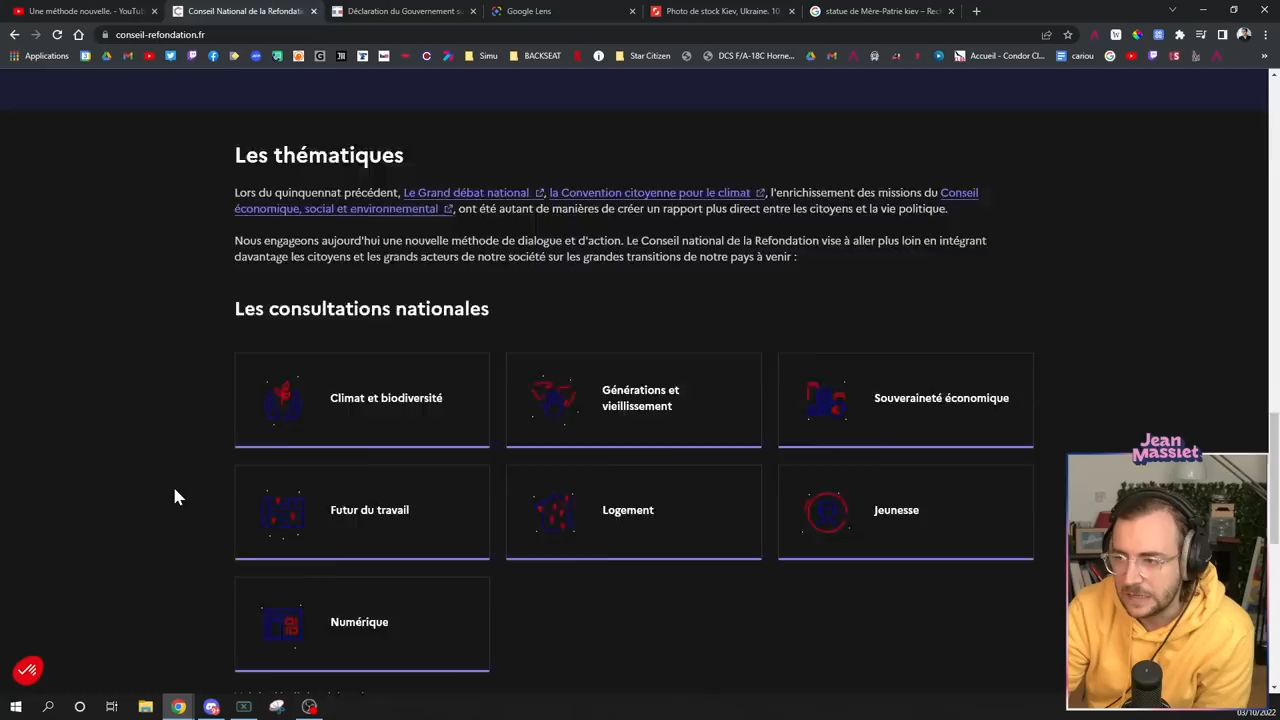 Une méthode nouvelle. - YouTu
Conseil National de la Refondatio
Déclaration du Gouvernement su
Google Lens
Photo de stock Kiev, Ukraine. 10
statue de Mère-Patrie kiev – Rec
conseil-refondation.fr
Applications
Simu
BACKSEAT
Star Citizen
DCS F/A-18C Horne...
Accueil - Condor Cl...
cariou
Les thématiques
Lors du quinquennat précédent, Le Grand débat national, la Convention citoyenne pour le climat, l'enrichissement des missions du Conseil
économique, social et environnemental, ont été autant de manières de créer un rapport plus direct entre les citoyens et la vie politique.
Nous engageons aujourd'hui une nouvelle méthode de dialogue et d'action. Le Conseil national de la Refondation vise à aller plus loin en intégrant
davantage les citoyens et les grands acteurs de notre société sur les grandes transitions de notre pays à venir :
Les consultations nationales
Climat et biodiversité
Générations et
vieillissement
Souveraineté économique
Futur du travail
Logement
Jeunesse
Numérique
Jean
Massiet
03/10/2022